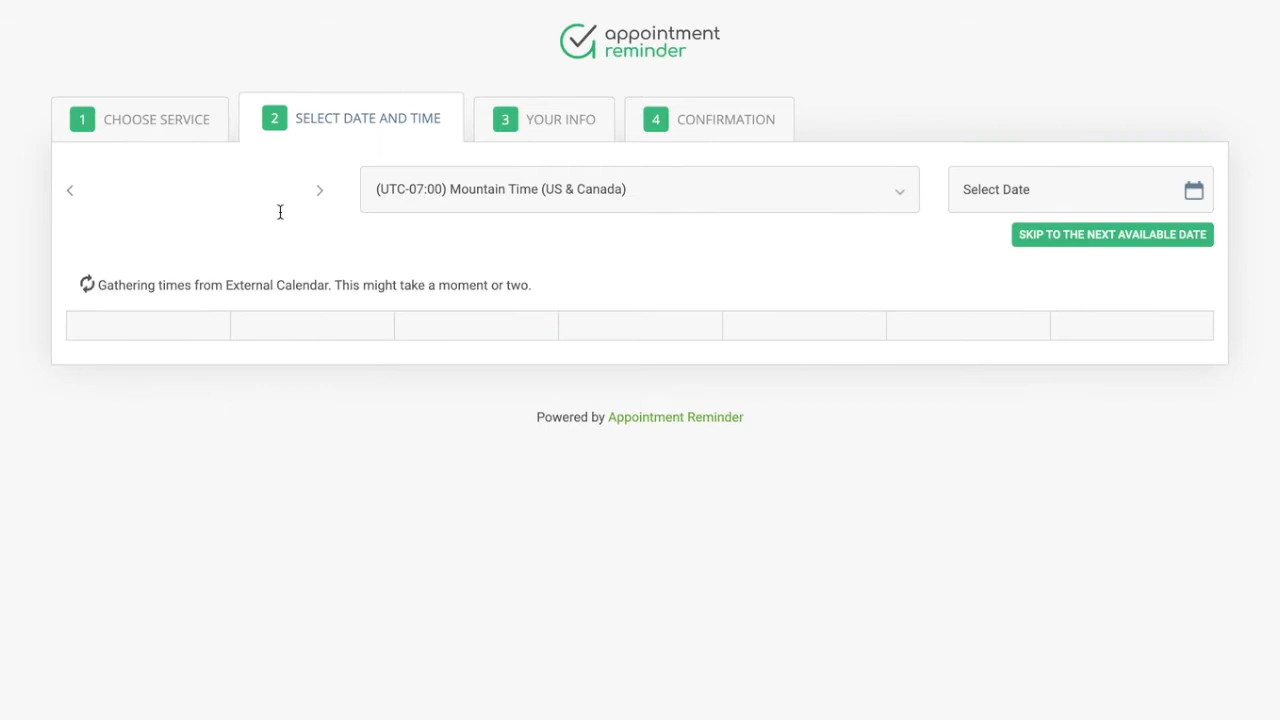 appointment
reminder
1 CHOOSE SERVICE
2 SELECT DATE AND TIME
3 YOUR INFO
4 CONFIRMATION
(UTC-07:00) Mountain Time (US & Canada)
Select Date
SKIP TO THE NEXT AVAILABLE DATE
Gathering times from External Calendar. This might take a moment or two.
Powered by Appointment Reminder